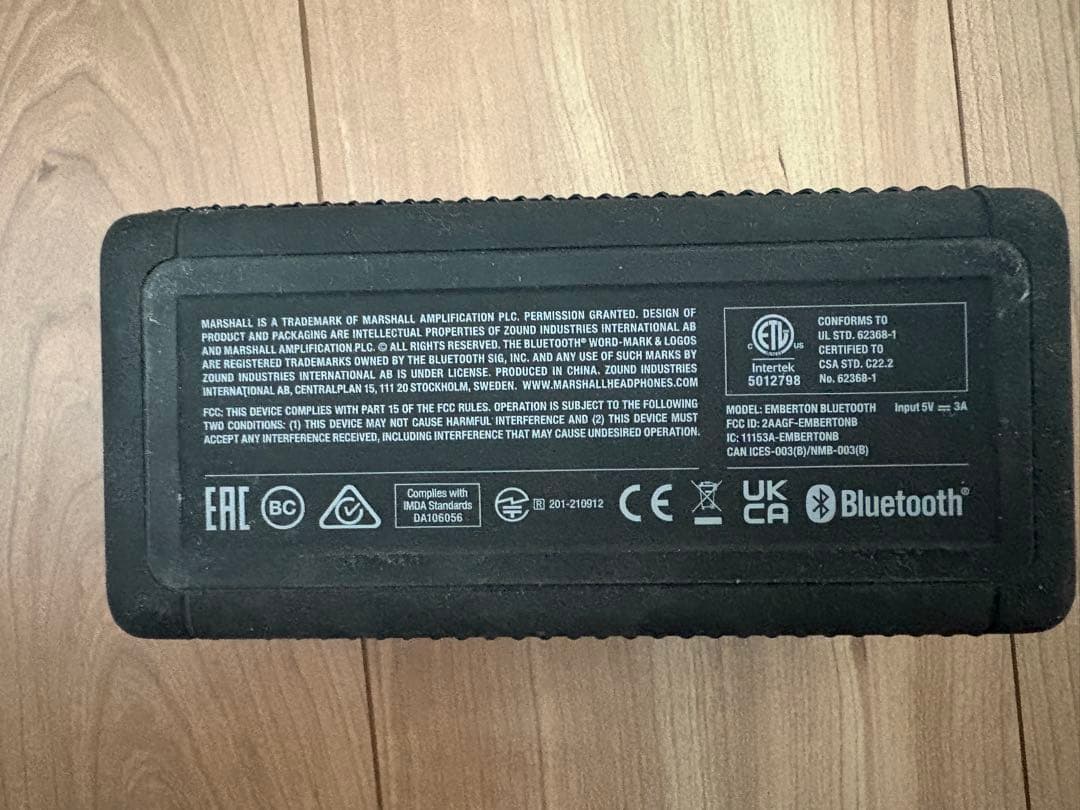 MARSHALL IS A TRADEMARK OF MARSHALL AMPLIFICATION PLC. PERMISSION GRANTED. DESIGN OF
PRODUCT AND PACKAGING ARE INTELLECTUAL PROPERTIES OF ZOUND INDUSTRIES INTERNATIONAL AB
AND MARSHALL AMPLIFICATION PLC. © ALL RIGHTS RESERVED. THE BLUETOOTH® WORD-MARK & LOGOS
ARE REGISTERED TRADEMARKS OWNED BY THE BLUETOOTH SIG, INC. AND ANY USE OF SUCH MARKS BY
ZOUND INDUSTRIES INTERNATIONAL AB IS UNDER LICENSE. PRODUCED IN CHINA. ZOUND INDUSTRIES
INTERNATIONAL AB, CENTRALPLAN 15, 111 20 STOCKHOLM, SWEDEN. WWW.MARSHALLHEADPHONES.COM
FCC: THIS DEVICE COMPLIES WITH PART 15 OF THE FCC RULES. OPERATION IS SUBJECT TO THE FOLLOWING
TWO CONDITIONS: (1) THIS DEVICE MAY NOT CAUSE HARMFUL INTERFERENCE AND (2) THIS DEVICE MUST
ACCEPT ANY INTERFERENCE RECEIVED, INCLUDING INTERFERENCE THAT MAY CAUSE UNDESIRED OPERATION.
C ETL US
Intertek
5012798
CONFORMS TO
UL STD. 62368-1
CERTIFIED TO
CSA STD. C22.2
No. 62368-1
MODEL: EMBERTON BLUETOOTH Input 5V ⎓ 3A
FCC ID: 2AAGF-EMBERTONB
IC: 11153A-EMBERTONB
CAN ICES-003(B)/NMB-003(B)
EAC
BC
Complies with
IMDA Standards
DA106056
R 201-210912
CE
UK
CA
Bluetooth®